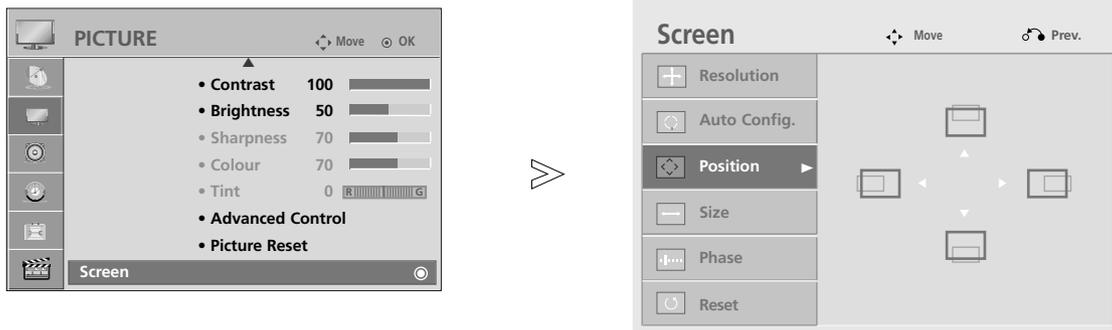 PICTURE
Move OK
• Contrast 100
• Brightness 50
• Sharpness 70
• Colour 70
• Tint 0 R G
• Advanced Control
• Picture Reset
Screen
Screen
Move Prev.
Resolution
Auto Config.
Position
Size
Phase
Reset